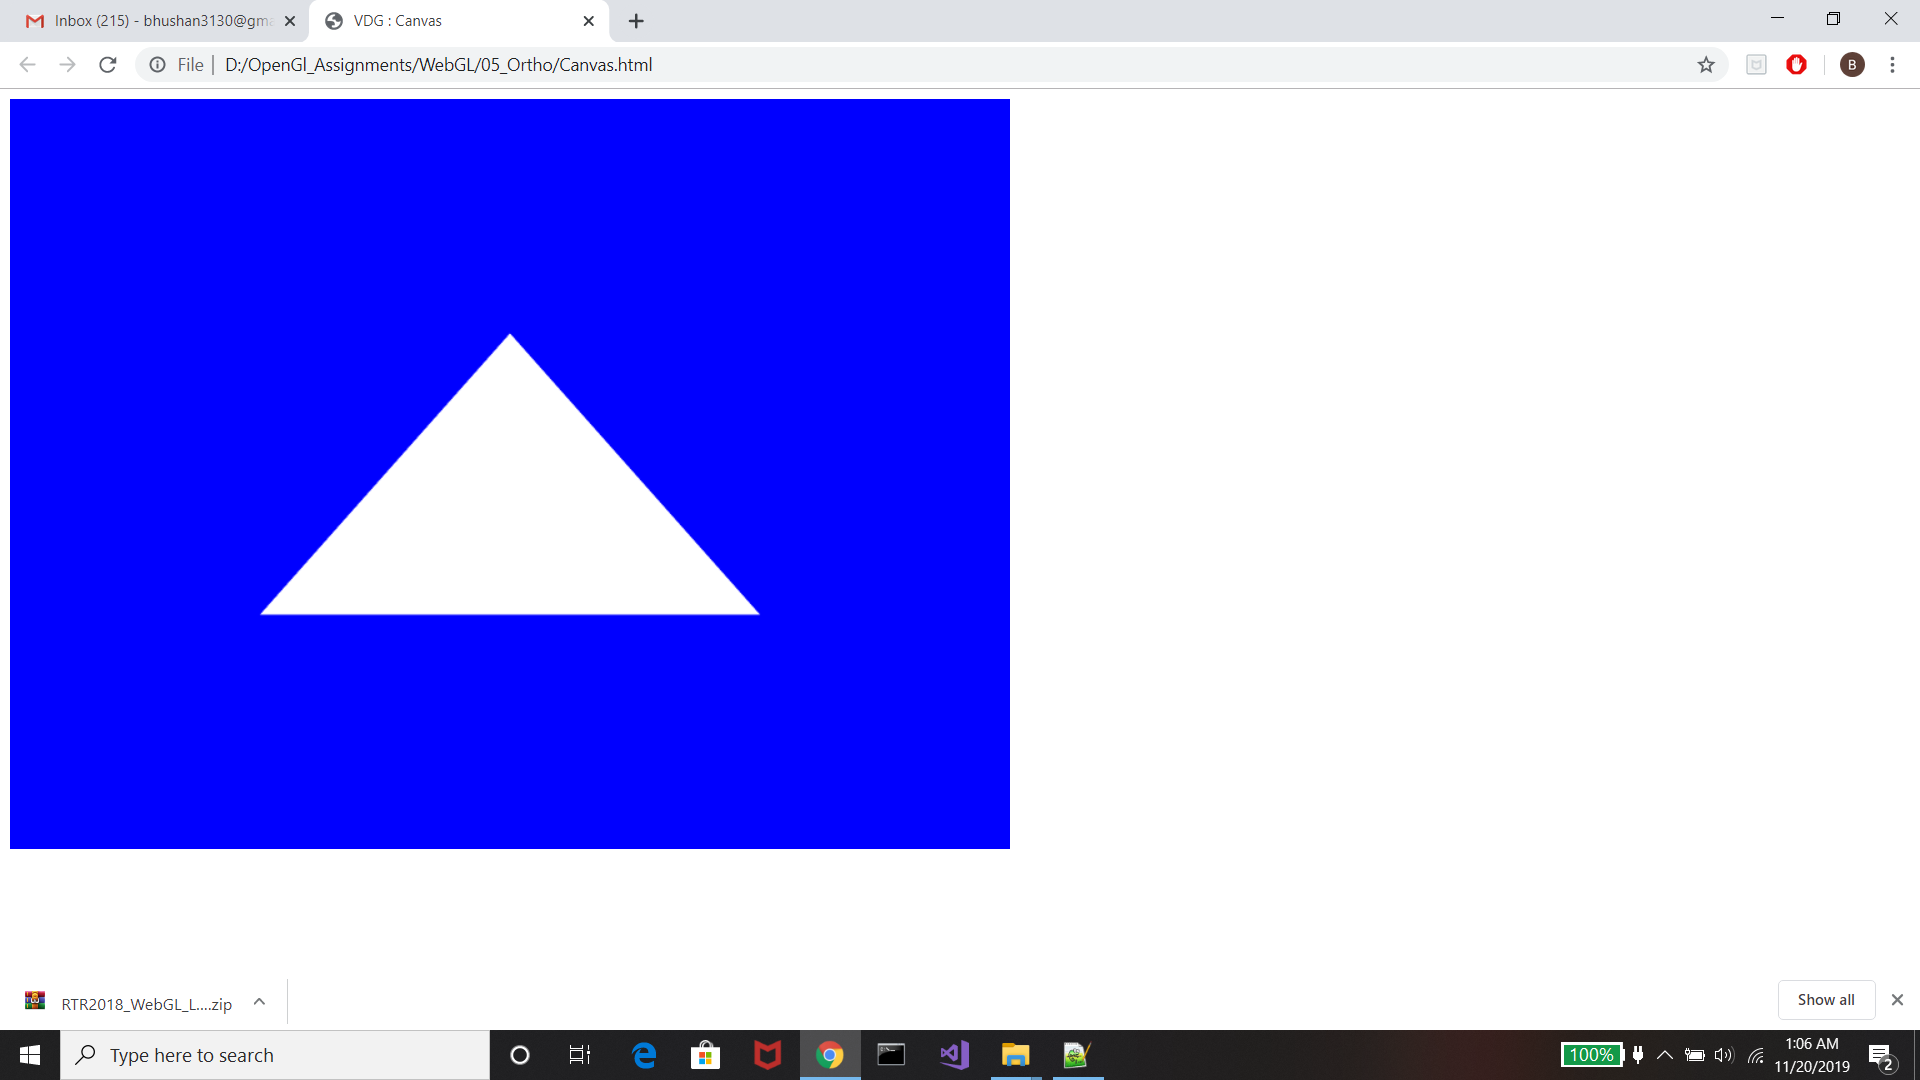 Inbox (215) - bhushan3130@gma
VDG : Canvas
File
D:/OpenGl_Assignments/WebGL/05_Ortho/Canvas.html
B
RTR2018_WebGL_L....zip
Show all
Type here to search
100%
1:06 AM
11/20/2019
2